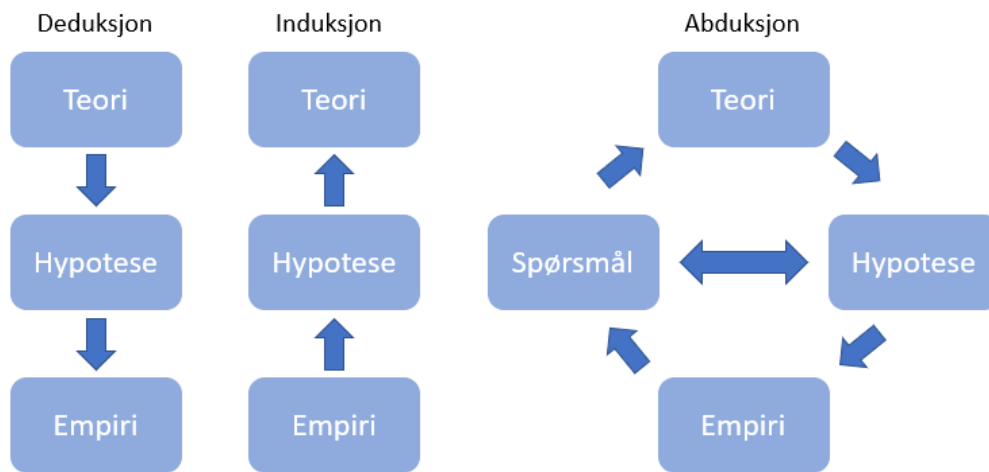 Deduksjon
Teori
Hypotese
Empiri
Induksjon
Teori
Hypotese
Empiri
Abduksjon
Teori
Spørsmål
Hypotese
Empiri